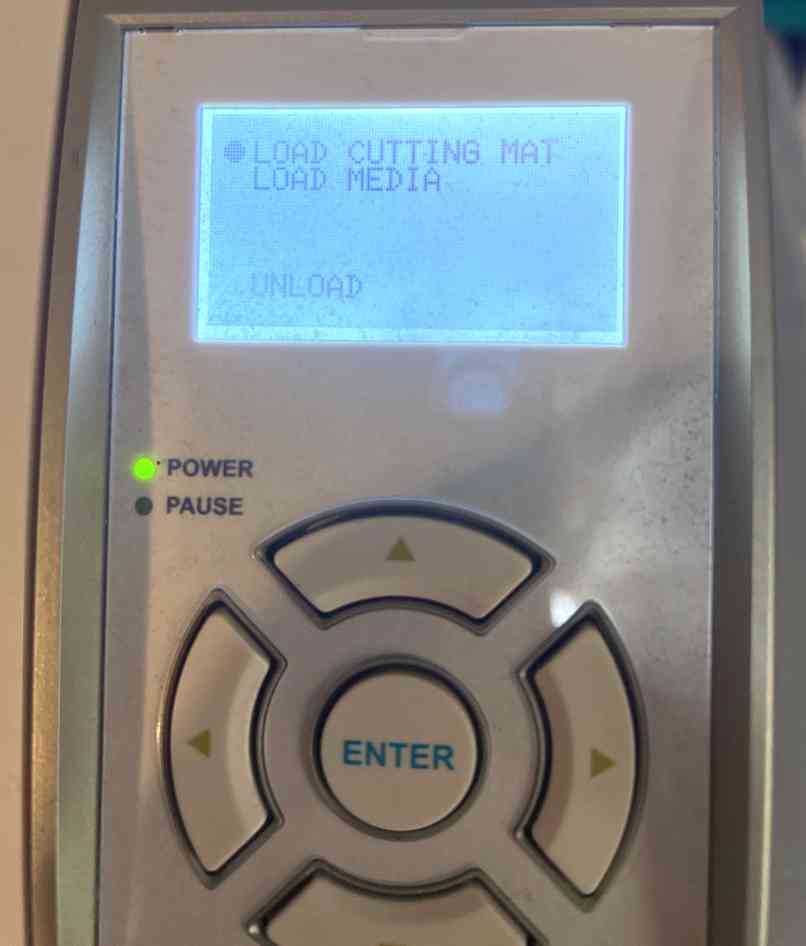 LOAD CUTTING MAT
LOAD MEDIA
UNLOAD
POWER
PAUSE
ENTER